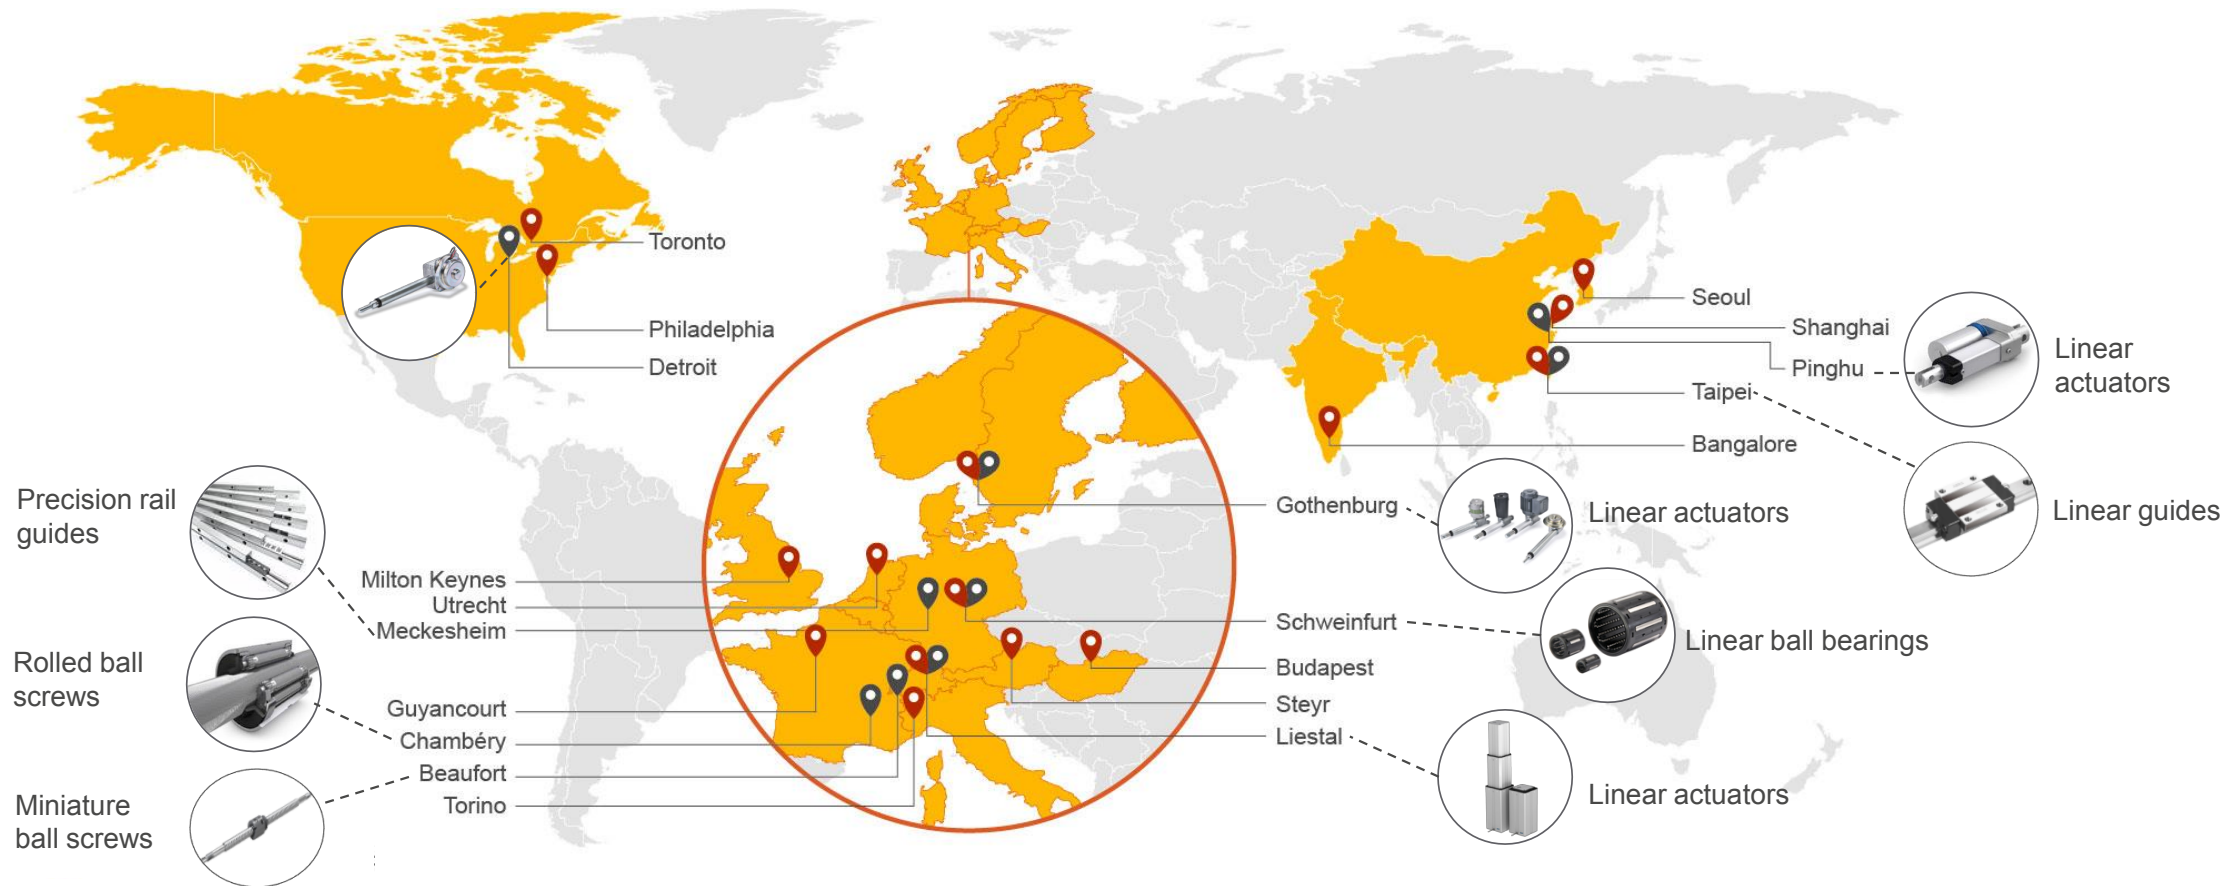 Toronto
Philadelphia
Detroit
Seoul
Shanghai
Pinghu
Taipei
Bangalore
Linear
actuators
Linear guides
Precision rail
guides
Rolled ball
screws
Miniature
ball screws
Milton Keynes
Utrecht
Meckesheim
Guyancourt
Chambéry
Beaufort
Torino
Gothenburg
Linear actuators
Schweinfurt
Linear ball bearings
Budapest
Steyr
Liestal
Linear actuators